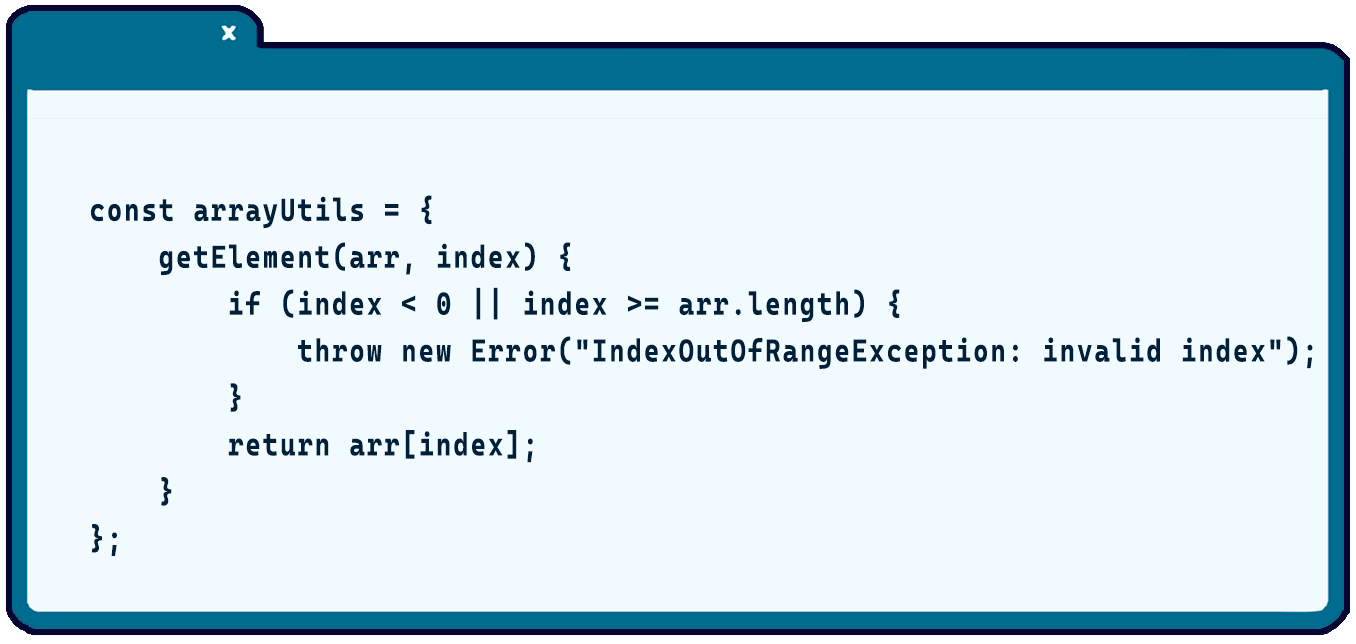 x
const arrayUtils = {
    getElement(arr, index) {
        if (index < 0 || index >= arr.length) {
            throw new Error("IndexOutOfRangeException: invalid index");
        }
        return arr[index];
    }
};